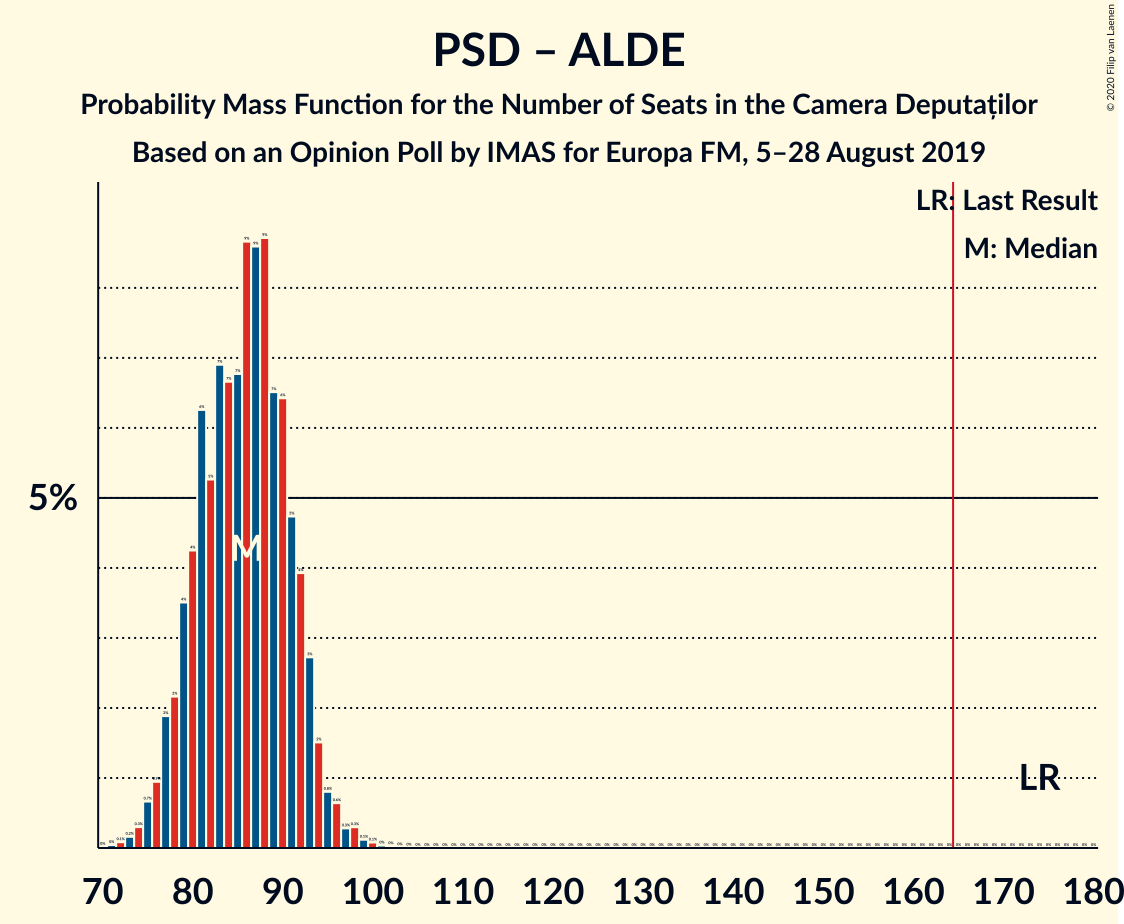 PSD – ALDE
Probability Mass Function for the Number of Seats in the Camera Deputaților
Based on an Opinion Poll by IMAS for Europa FM, 5–28 August 2019
© 2020 Filip van Laenen
LR: Last Result
M: Median
5%
M
LR
70 80 90 100 110 120 130 140 150 160 170 180